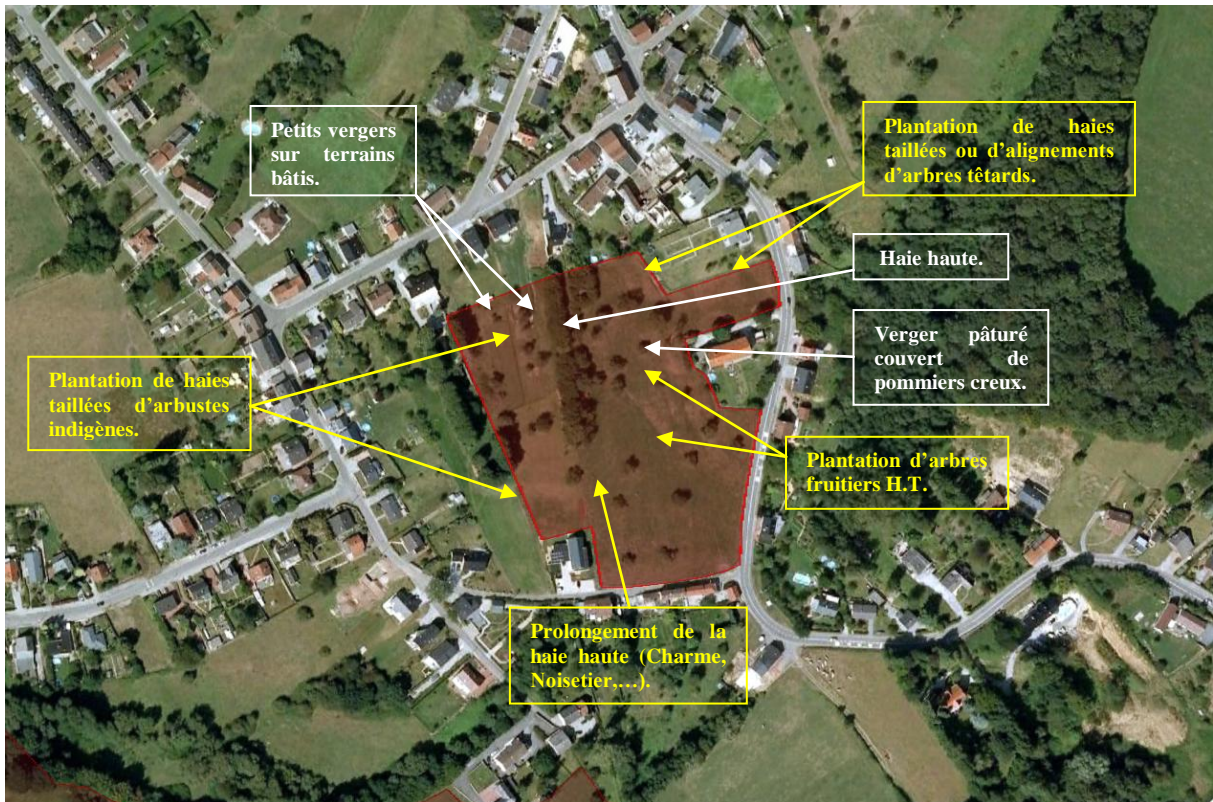 Petits vergers
sur terrains
bâtis.
Plantation de haies
taillées ou d'alignements
d'arbres têtards.
Haie haute.
Verger pâturé
couvert de
pommiers creux.
Plantation de haies
taillées d'arbustes
indigènes.
Plantation d'arbres
fruitiers H.T.
Prolongement de la
haie haute (Charme,
Noisetier,…).